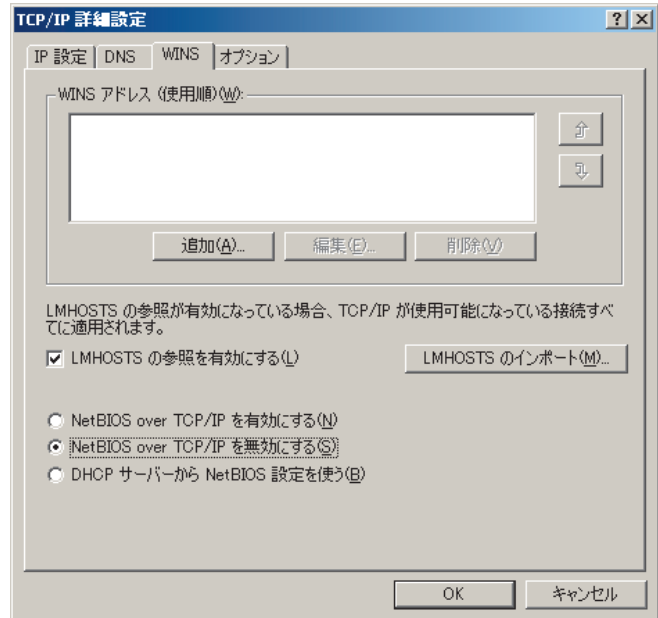 TCP/IP 詳細設定
IP 設定 DNS WINS オプション
WINS アドレス (使用順)(W):
追加(A)... 編集(E)... 削除(V)
LMHOSTS の参照が有効になっている場合、TCP/IP が使用可能になっている接続すべ
てに適用されます。
LMHOSTS の参照を有効にする(L) LMHOSTS のインポート(M)...
NetBIOS over TCP/IP を有効にする(N)
NetBIOS over TCP/IP を無効にする(S)
DHCP サーバーから NetBIOS 設定を使う(B)
OK キャンセル